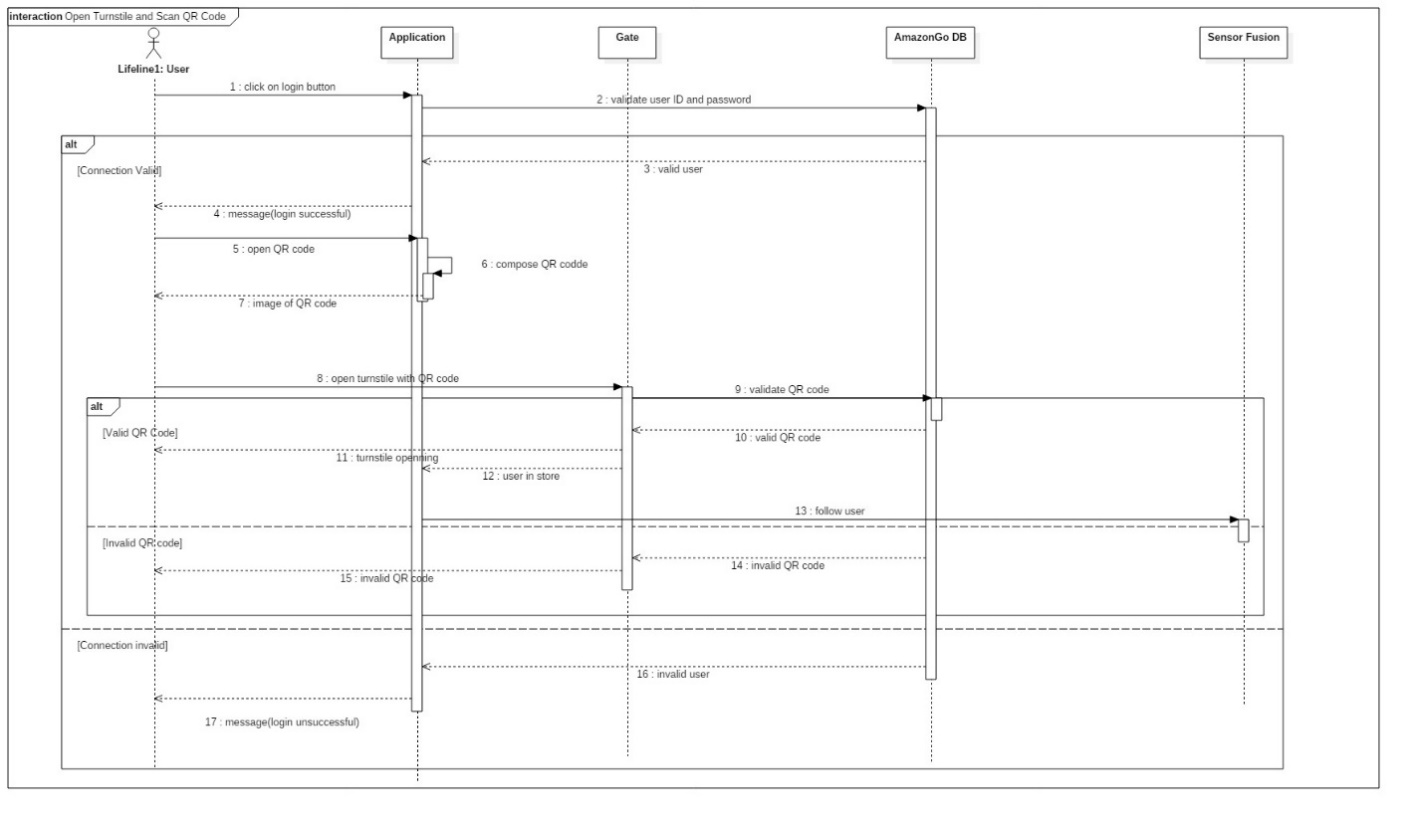 interaction Open Turnstile and Scan QR Code
Application
Gate
AmazonGo DB
Sensor Fusion
Lifeline1: User
1 : click on login button
2 : validate user ID and password
alt
[Connection Valid]
3 : valid user
4 : message(login successful)
5 : open QR code
6 : compose QR codde
7 : image of QR code
8 : open turnstile with QR code
9 : validate QR code
alt
[Valid QR Code]
10 : valid QR code
11 : turnstile openning
12 : user in store
13 : follow user
[Invalid QR code]
14 : invalid QR code
15 : invalid QR code
[Connection invalid]
16 : invalid user
17 : message(login unsuccessful)